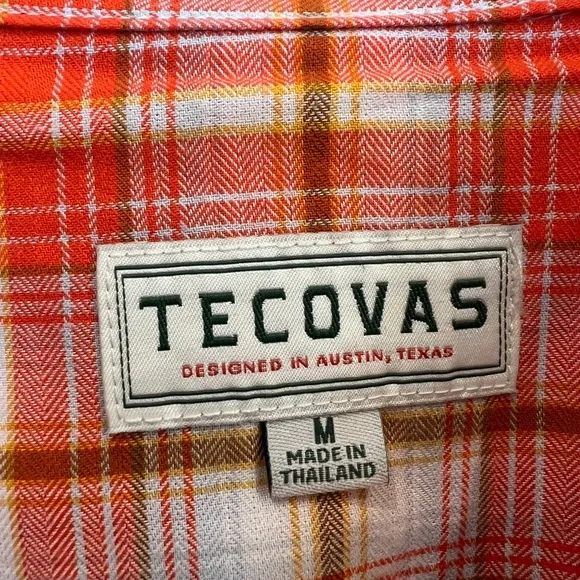 TECOVAS
DESIGNED IN AUSTIN, TEXAS
M
MADE IN
THAILAND